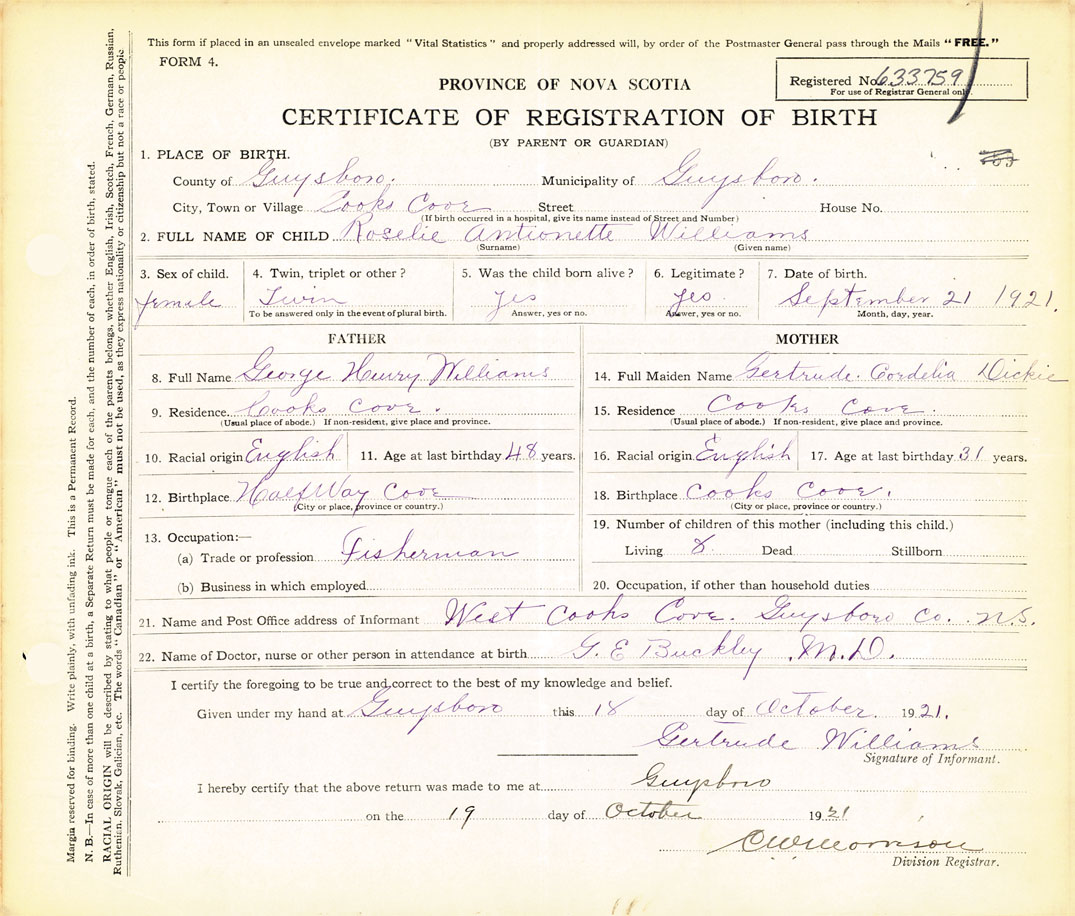 This form if placed in an unsealed envelope marked "Vital Statistics" and properly addressed will, by order of the Postmaster General pass through the Mails "FREE."
FORM 4.
Registered No. 633759
For use of Registrar General only.
PROVINCE OF NOVA SCOTIA
CERTIFICATE OF REGISTRATION OF BIRTH
(BY PARENT OR GUARDIAN)
1. PLACE OF BIRTH.
County of Guysboro. Municipality of Guysboro.
City, Town or Village Cooks Cove Street House No.
(If birth occurred in a hospital, give its name instead of Street and Number)
2. FULL NAME OF CHILD Roselie Antionette Williams
(Surname) (Given name)
3. Sex of child. 4. Twin, triplet or other? 5. Was the child born alive? 6. Legitimate? 7. Date of birth.
female Twin yes yes September 21 1921.
To be answered only in the event of plural birth. Answer, yes or no. Answer, yes or no. Month, day, year.
FATHER MOTHER
8. Full Name George Henry Williams 14. Full Maiden Name Gertrude. Cordelia Dickie
9. Residence Cooks Cove. 15. Residence Cooks Cove.
(Usual place of abode.) If non-resident, give place and province. (Usual place of abode.) If non-resident, give place and province.
10. Racial origin English 11. Age at last birthday 48 years. 16. Racial origin English 17. Age at last birthday 31 years.
12. Birthplace Half Way Cove 18. Birthplace Cooks Cove.
(City or place, province or country.) (City or place, province or country.)
13. Occupation:— 19. Number of children of this mother (including this child.)
(a) Trade or profession Fisherman Living 8 Dead Stillborn
(b) Business in which employed 20. Occupation, if other than household duties
21. Name and Post Office address of Informant West Cooks Cove. Guysboro Co. N.S.
22. Name of Doctor, nurse or other person in attendance at birth G. E Buckley M.D.
I certify the foregoing to be true and correct to the best of my knowledge and belief.
Given under my hand at Guysboro this 18 day of October. 1921.
Gertrude Williams
Signature of Informant.
I hereby certify that the above return was made to me at Guysboro
on the 19 day of October 1921
C W Morrison
Division Registrar.
Margin reserved for binding. Write plainly, with unfading ink. This is a Permanent Record.
N. B.—In case of more than one child at a birth, a Separate Return must be made for each, and the number of each, in order of birth, stated.
RACIAL ORIGIN will be described by stating to what people or tongue each of the parents belongs, whether English, Irish, Scotch, French, German, Russian,
Ruthenian, Slovak, Galician, etc. The words "Canadian" or "American" must not be used, as they express nationality or citizenship but not a race or people